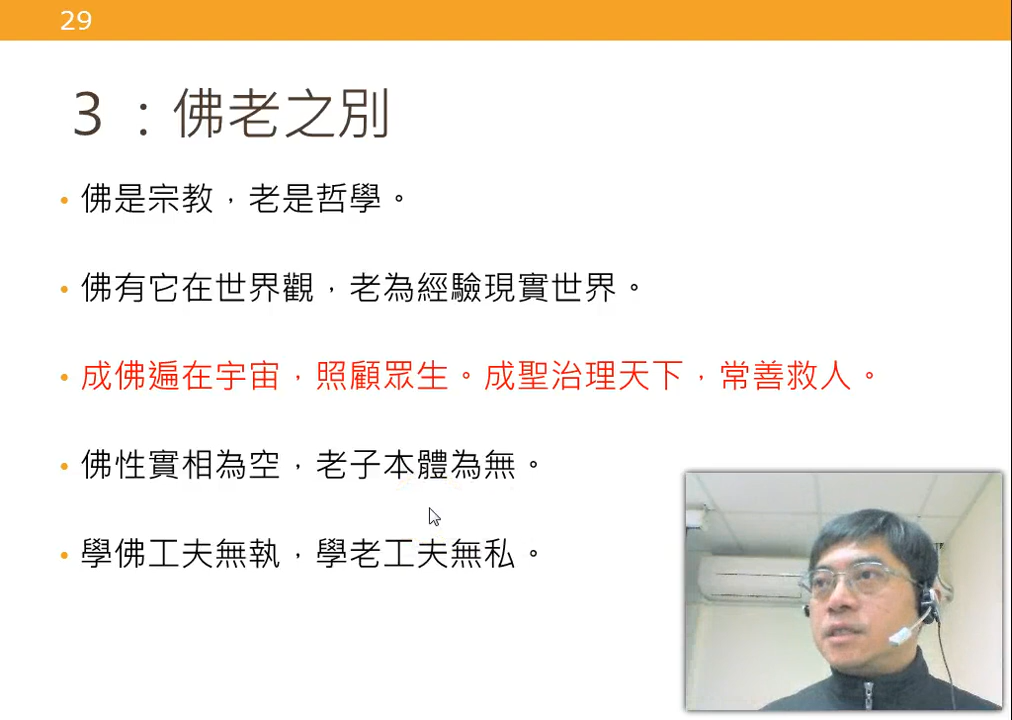 29
3：佛老之別
• 佛是宗教，老是哲學。
• 佛有它在世界觀，老為經驗現實世界。
• 成佛遍在宇宙，照顧眾生。成聖治理天下，常善救人。
• 佛性實相為空，老子本體為無。
• 學佛工夫無執，學老工夫無私。